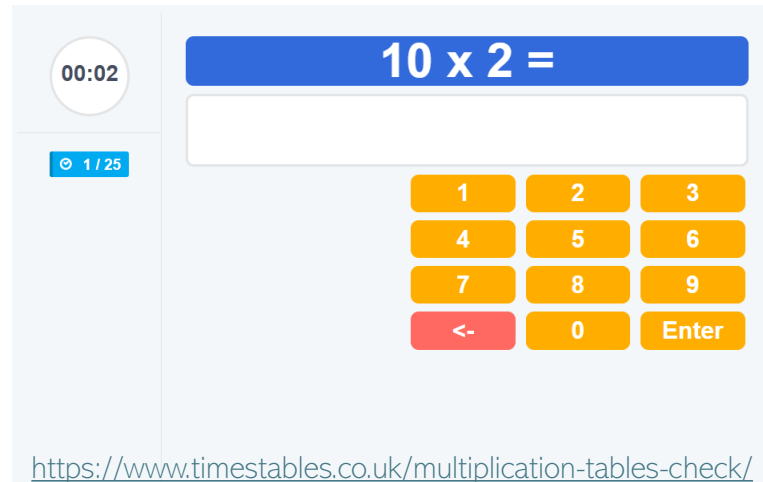 00:02
10 x 2 =
1 / 25
1 2 3
4 5 6
7 8 9
<- 0 Enter
https://www.timestables.co.uk/multiplication-tables-check/